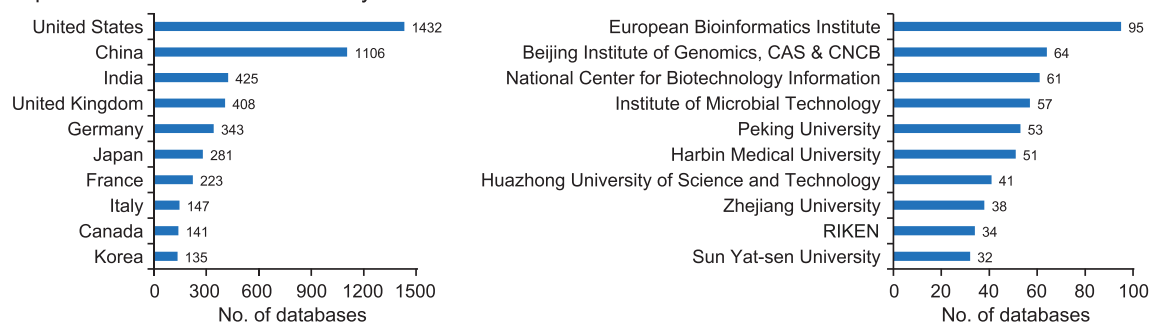 United States 1432
China 1106
India 425
United Kingdom 408
Germany 343
Japan 281
France 223
Italy 147
Canada 141
Korea 135
0 300 600 900 1200 1500
No. of databases
European Bioinformatics Institute 95
Beijing Institute of Genomics, CAS & CNCB 64
National Center for Biotechnology Information 61
Institute of Microbial Technology 57
Peking University 53
Harbin Medical University 51
Huazhong University of Science and Technology 41
Zhejiang University 38
RIKEN 34
Sun Yat-sen University 32
0 20 40 60 80 100
No. of databases